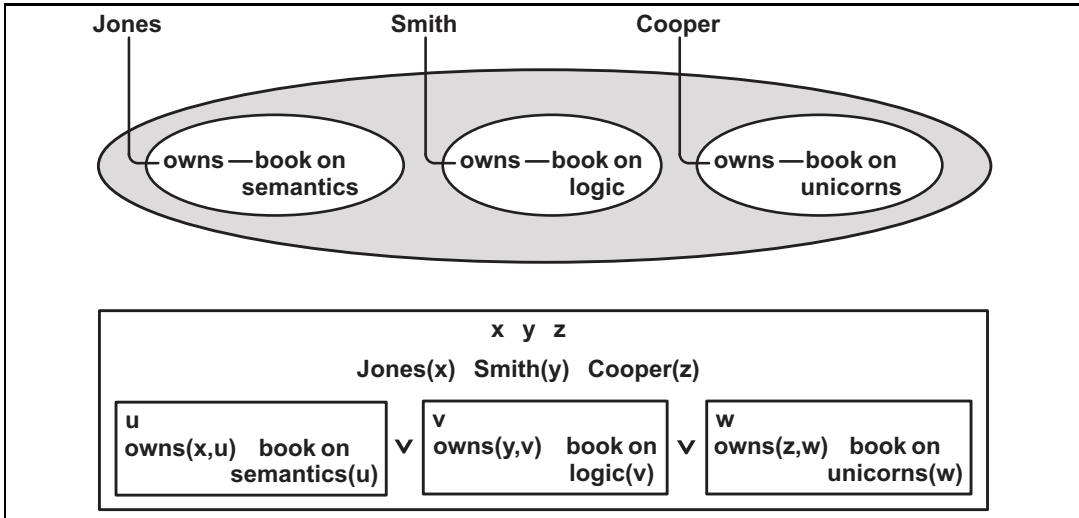 Jones Smith Cooper
owns book on semantics
owns book on logic
owns book on unicorns
x y z
Jones(x) Smith(y) Cooper(z)
u
owns(x,u) book on
semantics(u)
∨
v
owns(y,v) book on
logic(v)
∨
w
owns(z,w) book on
unicorns(w)